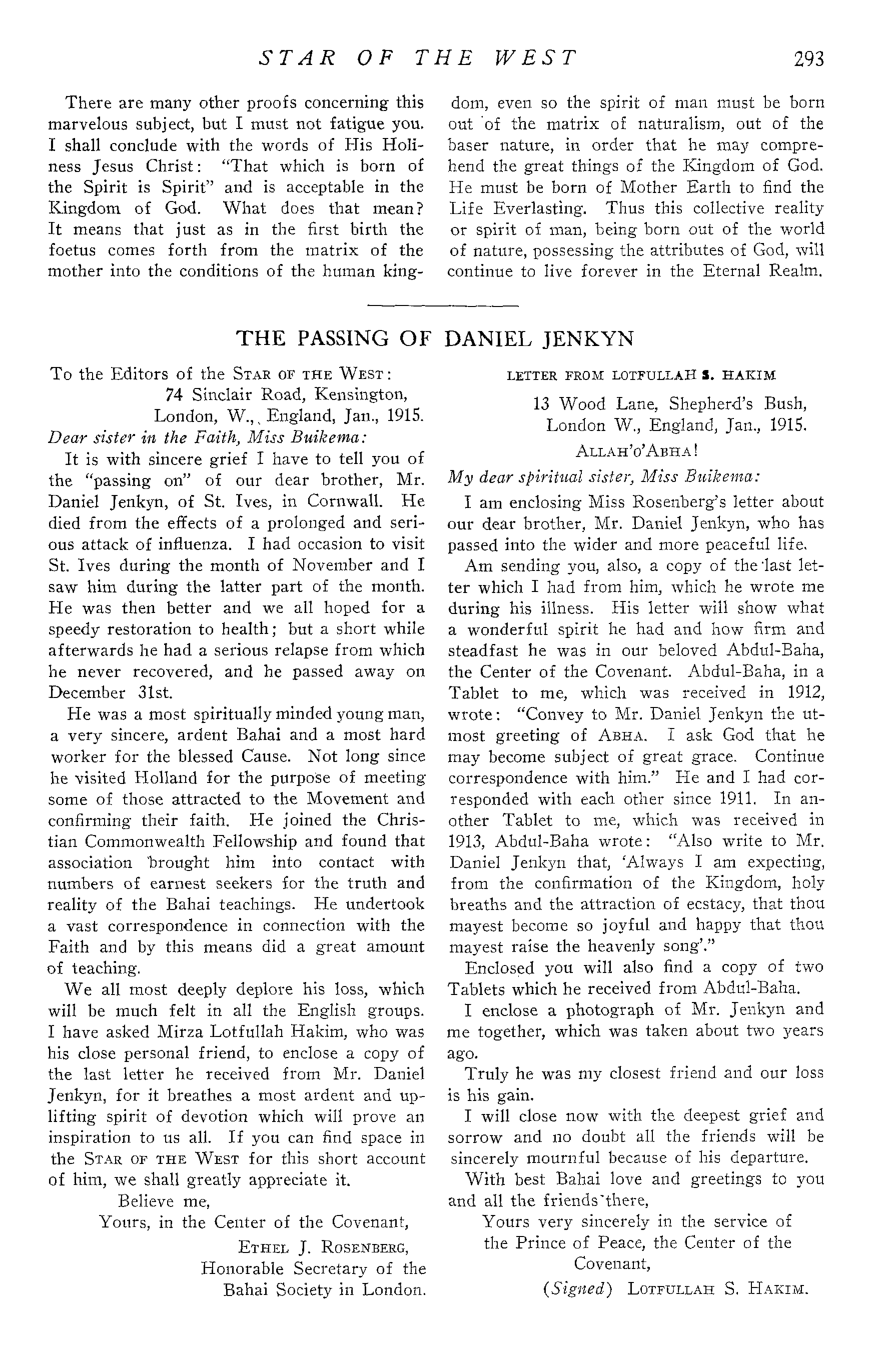 STAR OF THE WEST 293
There are many other proofs concerning this
marvelous subject, but I must not fatigue you.
I shall conclude with the words of His Holi-
ness Jesus Christ: "That which is born of
the Spirit is Spirit" and is acceptable in the
Kingdom of God. What does that mean?
It means that just as in the first birth the
foetus comes forth from the matrix of the
mother into the conditions of the human king-
dom, even so the spirit of man must be born
out of the matrix of naturalism, out of the
baser nature, in order that he may compre-
hend the great things of the Kingdom of God.
He must be born of Mother Earth to find the
Life Everlasting. Thus this collective reality
or spirit of man, being born out of the world
of nature, possessing the attributes of God, will
continue to live forever in the Eternal Realm.
THE PASSING OF DANIEL JENKYN
To the Editors of the STAR OF THE WEST:
74 Sinclair Road, Kensington,
London, W., England, Jan., 1915.
Dear sister in the Faith, Miss Buikema:
It is with sincere grief I have to tell you of
the "passing on" of our dear brother, Mr.
Daniel Jenkyn, of St. Ives, in Cornwall. He
died from the effects of a prolonged and seri-
ous attack of influenza. I had occasion to visit
St. Ives during the month of November and I
saw him during the latter part of the month.
He was then better and we all hoped for a
speedy restoration to health; but a short while
afterwards he had a serious relapse from which
he never recovered, and he passed away on
December 31st.
He was a most spiritually minded young man,
a very sincere, ardent Bahai and a most hard
worker for the blessed Cause. Not long since
he visited Holland for the purpose of meeting
some of those attracted to the Movement and
confirming their faith. He joined the Chris-
tian Commonwealth Fellowship and found that
association brought him into contact with
numbers of earnest seekers for the truth and
reality of the Bahai teachings. He undertook
a vast correspondence in connection with the
Faith and by this means did a great amount
of teaching.
We all most deeply deplore his loss, which
will be much felt in all the English groups.
I have asked Mirza Lotfullah Hakim, who was
his close personal friend, to enclose a copy of
the last letter he received from Mr. Daniel
Jenkyn, for it breathes a most ardent and up-
lifting spirit of devotion which will prove an
inspiration to us all. If you can find space in
the STAR OF THE WEST for this short account
of him, we shall greatly appreciate it.
Believe me,
Yours, in the Center of the Covenant,
ETHEL J. ROSENBERG,
Honorable Secretary of the
Bahai Society in London.
LETTER FROM LOTFULLAH S. HAKIM
13 Wood Lane, Shepherd's Bush,
London W., England, Jan., 1915.
ALLAH'O'ABHA!
My dear spiritual sister, Miss Buikema:
I am enclosing Miss Rosenberg's letter about
our dear brother, Mr. Daniel Jenkyn, who has
passed into the wider and more peaceful life.
Am sending you, also, a copy of the last let-
ter which I had from him, which he wrote me
during his illness. His letter will show what
a wonderful spirit he had and how firm and
steadfast he was in our beloved Abdul-Baha,
the Center of the Covenant. Abdul-Baha, in a
Tablet to me, which was received in 1912,
wrote: "Convey to Mr. Daniel Jenkyn the ut-
most greeting of ABHA. I ask God that he
may become subject of great grace. Continue
correspondence with him." He and I had cor-
responded with each other since 1911. In an-
other Tablet to me, which was received in
1913, Abdul-Baha wrote: "Also write to Mr.
Daniel Jenkyn that, 'Always I am expecting,
from the confirmation of the Kingdom, holy
breaths and the attraction of ecstacy, that thou
mayest become so joyful and happy that thou
mayest raise the heavenly song'."
Enclosed you will also find a copy of two
Tablets which he received from Abdul-Baha.
I enclose a photograph of Mr. Jenkyn and
me together, which was taken about two years
ago.
Truly he was my closest friend and our loss
is his gain.
I will close now with the deepest grief and
sorrow and no doubt all the friends will be
sincerely mournful because of his departure.
With best Bahai love and greetings to you
and all the friends there,
Yours very sincerely in the service of
the Prince of Peace, the Center of the
Covenant,
(Signed) LOTFULLAH S. HAKIM.